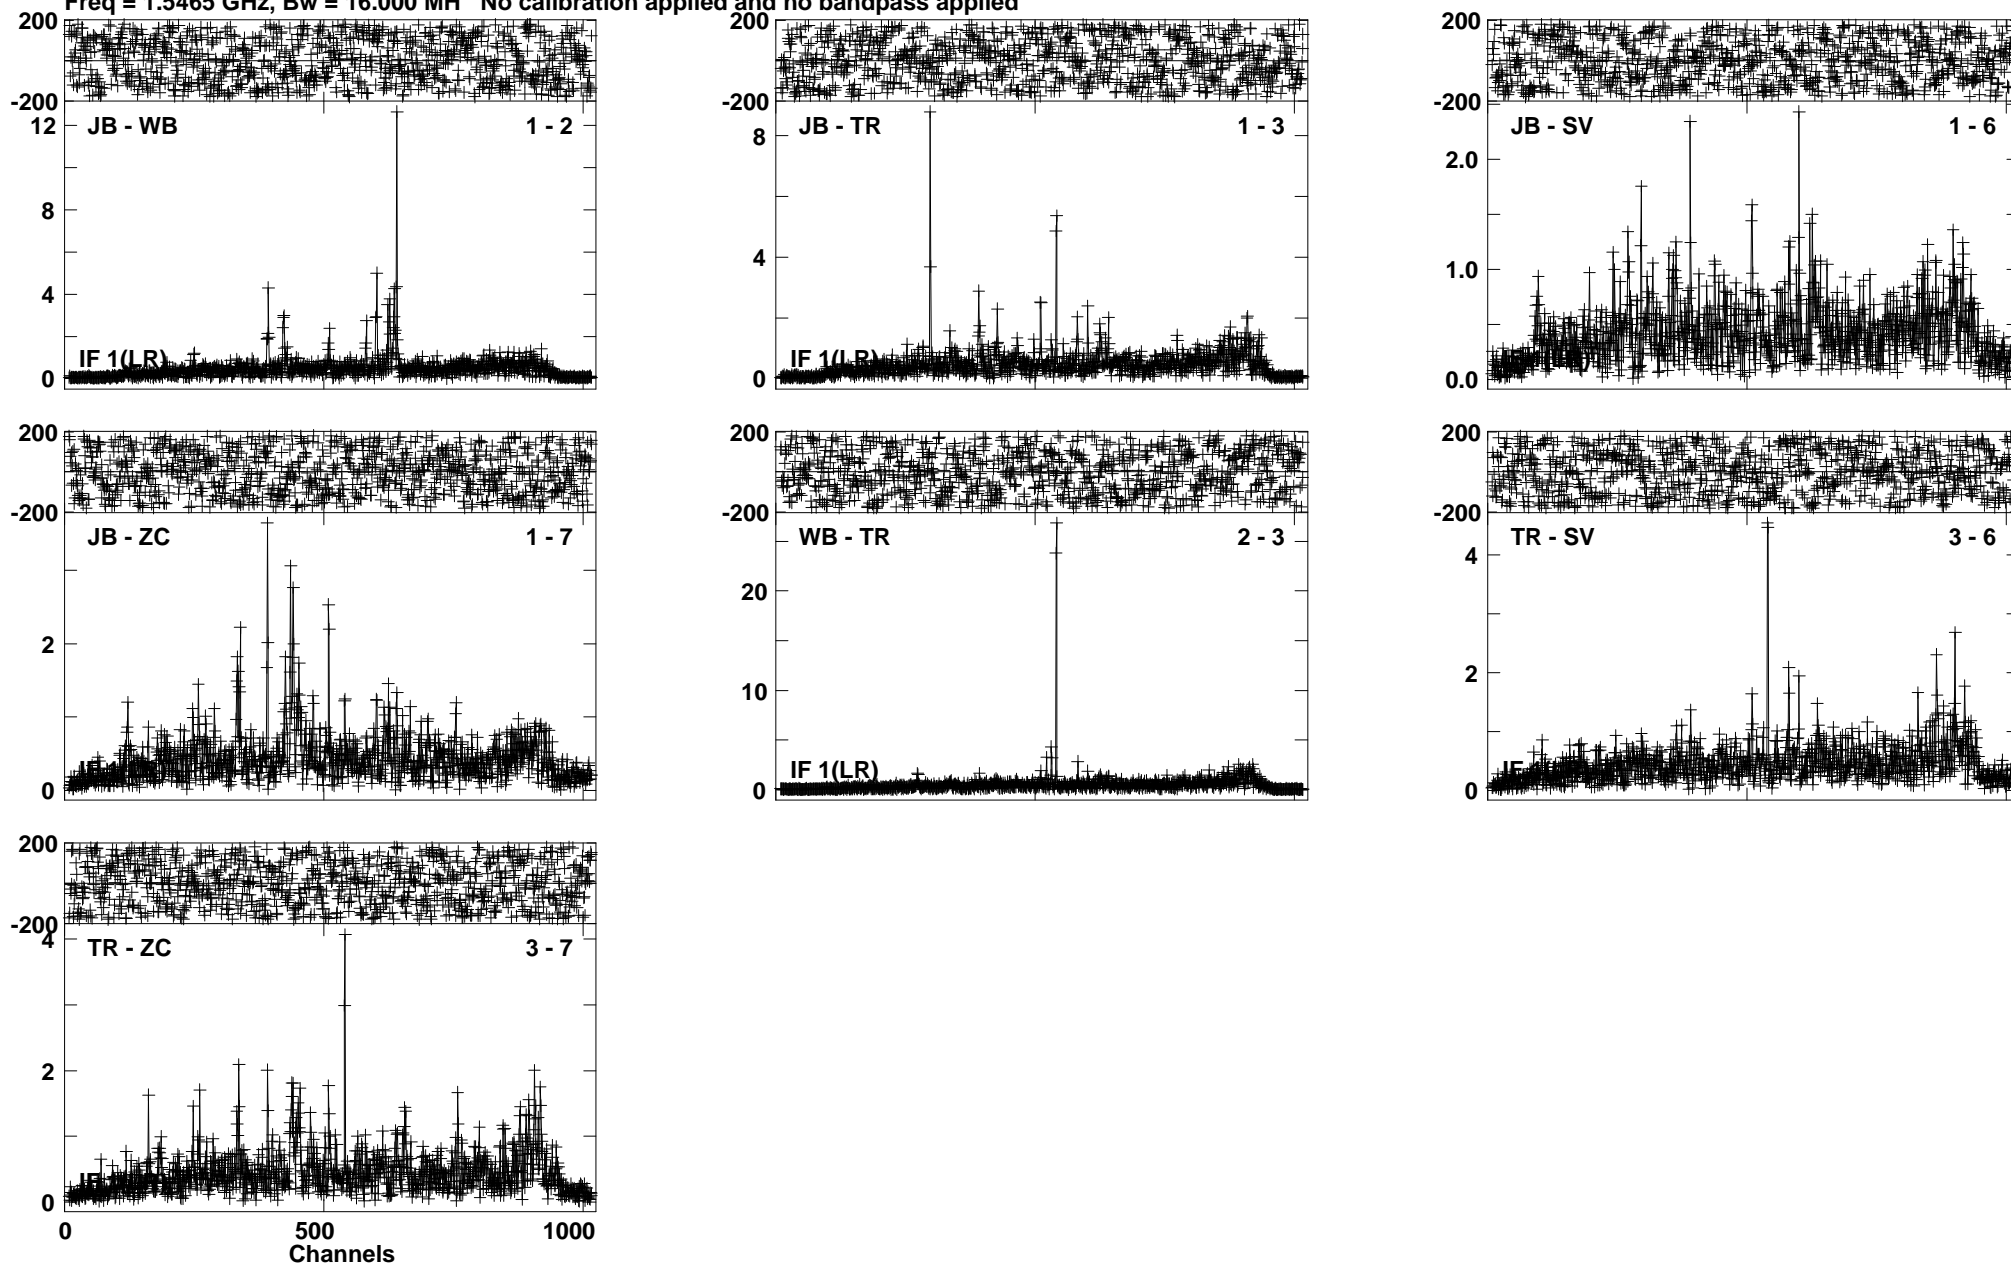 Freq = 1.5465 GHz, Bw = 16.000 MH No calibration applied and no bandpass applied
200
-200
JB - WB 1 - 2
12
8
4
0
IF 1(LR)
200
-200
JB - TR 1 - 3
8
4
0
IF 1(LR)
200
-200
JB - SV 1 - 6
2.0
1.0
0.0
200
-200
JB - ZC 1 - 7
2
0
200
-200
WB - TR 2 - 3
20
10
0
IF 1(LR)
200
-200
TR - SV 3 - 6
4
2
0
IF
200
-200
TR - ZC 3 - 7
4
2
0
IF
0 500 1000
Channels